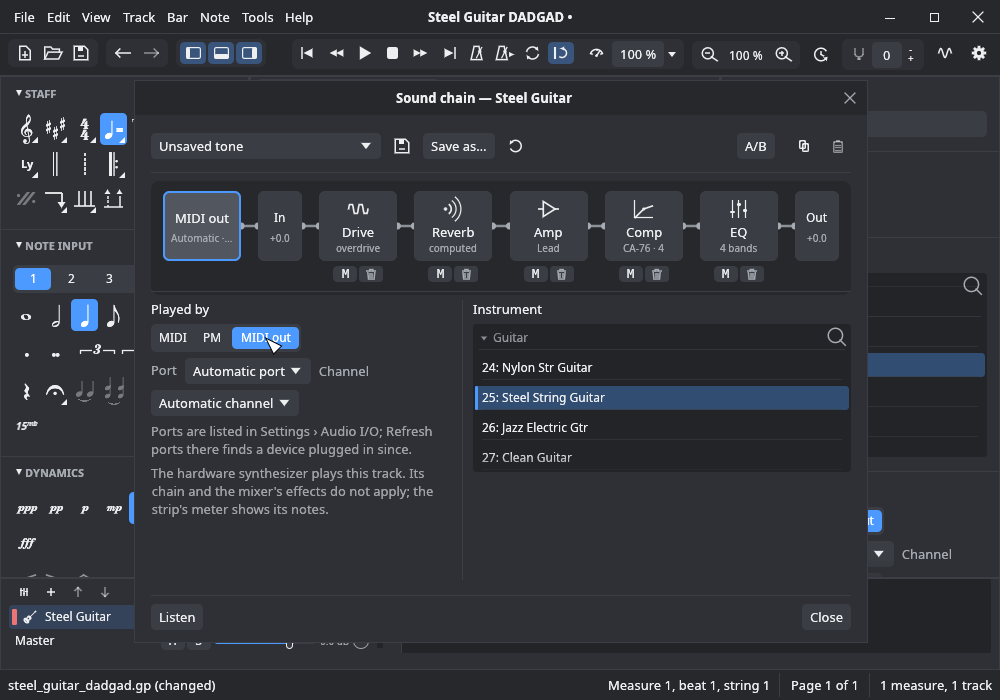 File Edit View Track Bar Note Tools Help
Steel Guitar DADGAD •
100 %
100 %
0
STAFF
Ly
NOTE INPUT
1 2 3
3
15mb
DYNAMICS
ppp pp p mp
fff
Steel Guitar
Master
Sound chain — Steel Guitar
Unsaved tone
Save as...
A/B
MIDI out
Automatic ·...
In
+0.0
Drive
overdrive
Reverb
computed
Amp
Lead
Comp
CA-76 · 4
EQ
4 bands
Out
+0.0
M M M M M
Played by
MIDI PM MIDI out
Port Automatic port Channel
Automatic channel
Ports are listed in Settings › Audio I/O; Refresh
ports there finds a device plugged in since.
The hardware synthesizer plays this track. Its
chain and the mixer's effects do not apply; the
strip's meter shows its notes.
Instrument
Guitar
24: Nylon Str Guitar
25: Steel String Guitar
26: Jazz Electric Gtr
27: Clean Guitar
Listen
Close
Channel
steel_guitar_dadgad.gp (changed)
Measure 1, beat 1, string 1
Page 1 of 1
1 measure, 1 track